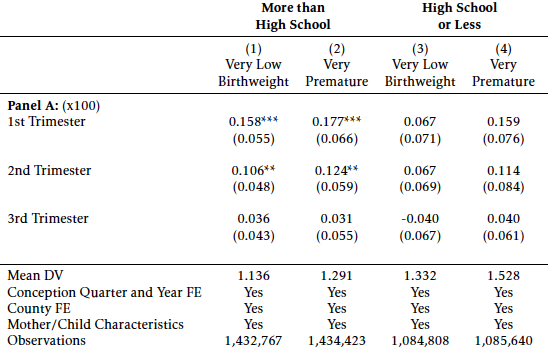 More than High School
High School or Less
(1) (2) (3) (4)
Very Low Very Very Low Very
Birthweight Premature Birthweight Premature
Panel A: (x100)
1st Trimester 0.158*** 0.177*** 0.067 0.159
(0.055) (0.066) (0.071) (0.076)
2nd Trimester 0.106** 0.124** 0.067 0.114
(0.048) (0.059) (0.069) (0.084)
3rd Trimester 0.036 0.031 -0.040 0.040
(0.043) (0.055) (0.067) (0.061)
Mean DV 1.136 1.291 1.332 1.528
Conception Quarter and Year FE Yes Yes Yes Yes
County FE Yes Yes Yes Yes
Mother/Child Characteristics Yes Yes Yes Yes
Observations 1,432,767 1,434,423 1,084,808 1,085,640